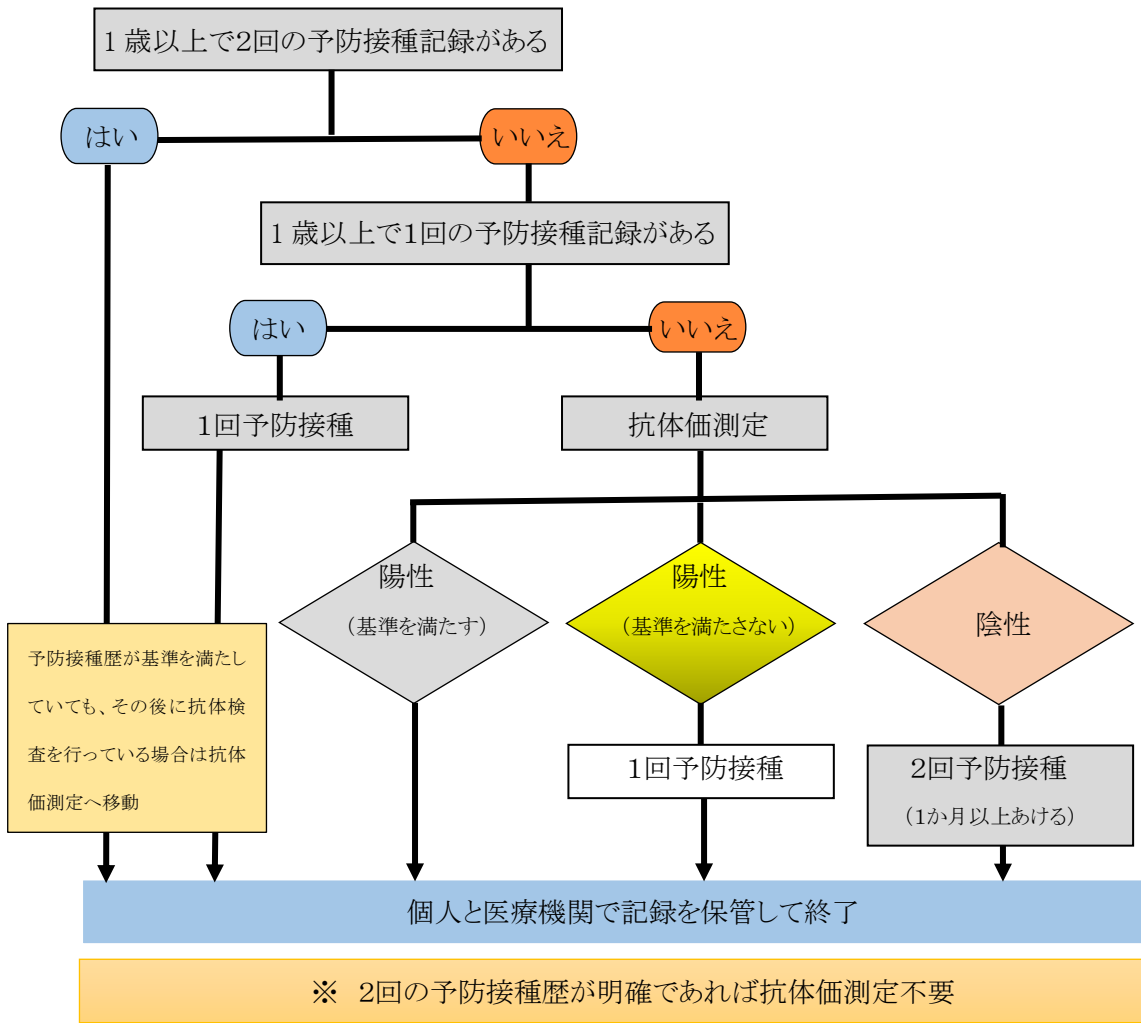 1歳以上で2回の予防接種記録がある
はい
いいえ
1歳以上で1回の予防接種記録がある
はい
いいえ
1回予防接種
抗体価測定
陽性
(基準を満たす)
陽性
(基準を満たさない)
陰性
予防接種歴が基準を満たし
ていても、その後に抗体検
査を行っている場合は抗体
価測定へ移動
1回予防接種
2回予防接種
(1か月以上あける)
個人と医療機関で記録を保管して終了
※ 2回の予防接種歴が明確であれば抗体価測定不要